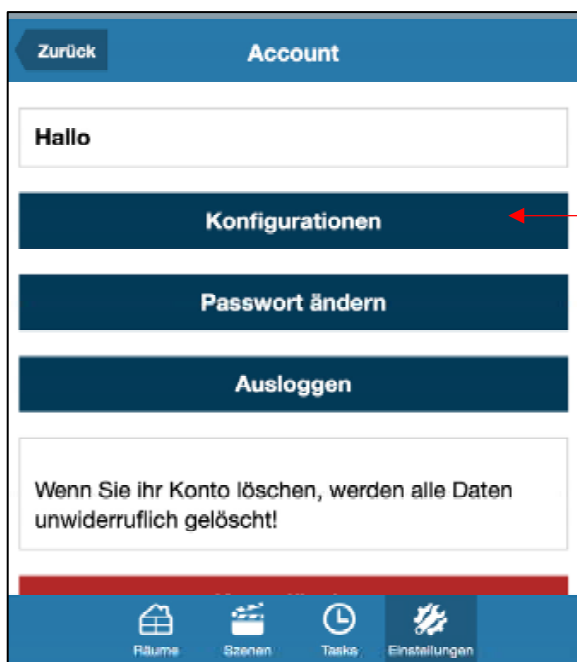 Zurück
Account
Hallo
Konfigurationen
Passwort ändern
Ausloggen
Wenn Sie ihr Konto löschen, werden alle Daten
unwiderruflich gelöscht!
Räume
Szenen
Tasks
Einstellungen